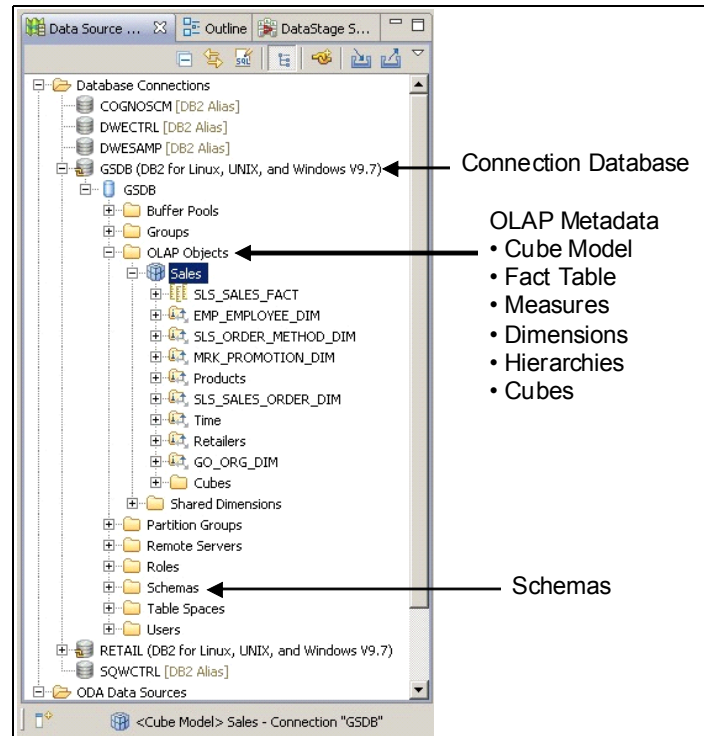 Data Source ... Outline DataStage S...
SQL
Database Connections
COGNOSCM [DB2 Alias]
DWECTRL [DB2 Alias]
DWESAMP [DB2 Alias]
GSDB (DB2 for Linux, UNIX, and Windows V9.7)
Connection Database
GSDB
Buffer Pools
Groups
OLAP Objects
Sales
SLS_SALES_FACT
EMP_EMPLOYEE_DIM
SLS_ORDER_METHOD_DIM
MRK_PROMOTION_DIM
Products
SLS_SALES_ORDER_DIM
Time
Retailers
GO_ORG_DIM
Cubes
Shared Dimensions
OLAP Metadata
• Cube Model
• Fact Table
• Measures
• Dimensions
• Hierarchies
• Cubes
Partition Groups
Remote Servers
Roles
Schemas
Schemas
Table Spaces
Users
RETAIL (DB2 for Linux, UNIX, and Windows V9.7)
SQWCTRL [DB2 Alias]
ODA Data Sources
<Cube Model> Sales - Connection "GSDB"